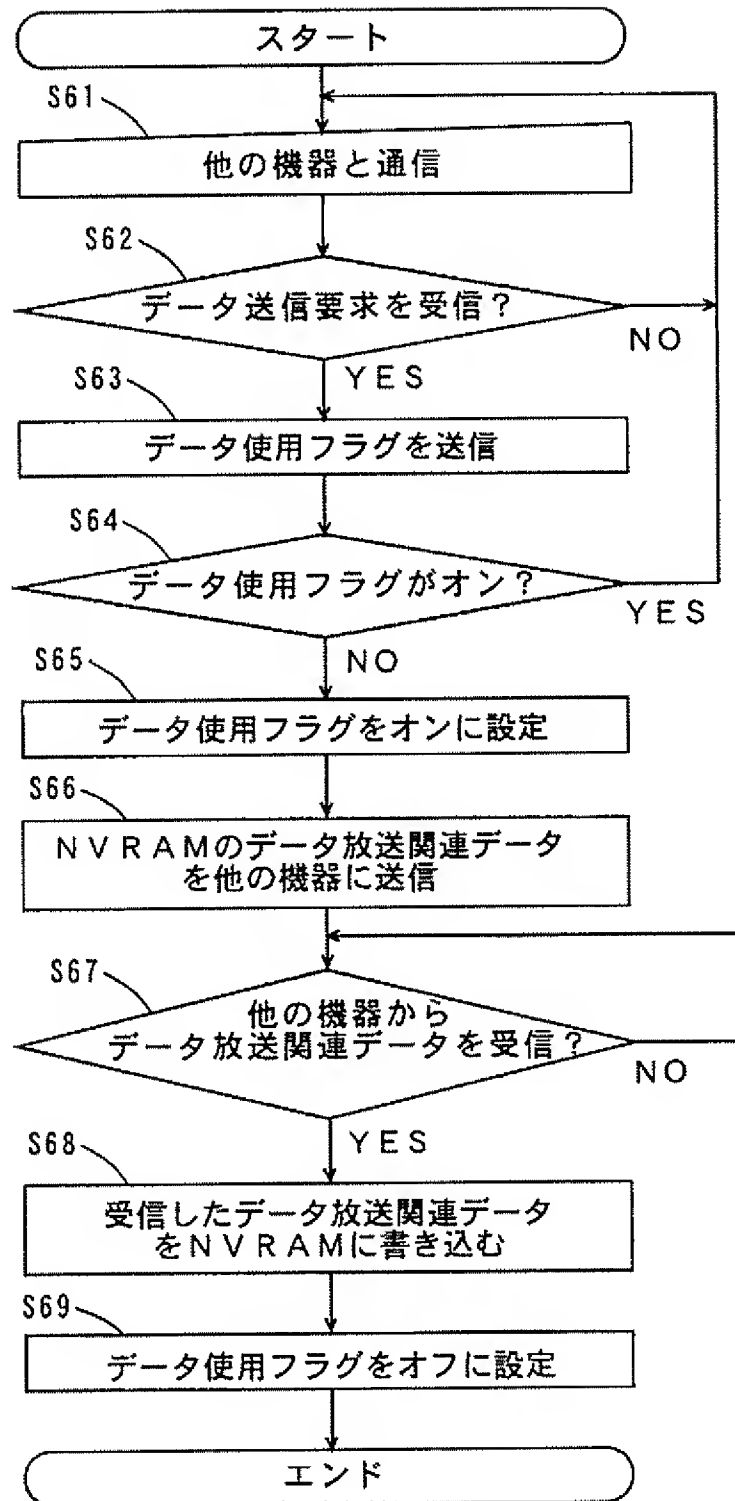 スタート
S61
他の機器と通信
S62
データ送信要求を受信？
NO
YES
S63
データ使用フラグを送信
S64
データ使用フラグがオン？
YES
NO
S65
データ使用フラグをオンに設定
S66
NVRAMのデータ放送関連データ
を他の機器に送信
S67
他の機器から
データ放送関連データを受信？
NO
YES
S68
受信したデータ放送関連データ
をNVRAMに書き込む
S69
データ使用フラグをオフに設定
エンド